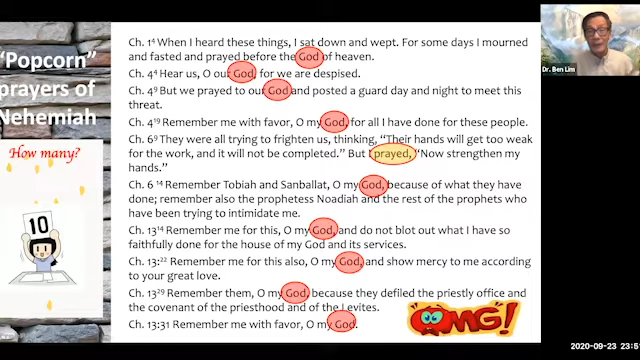 "Popcorn"
prayers of
Nehemiah
How many?
10
Ch. 1⁴ When I heard these things, I sat down and wept. For some days I mourned
and fasted and prayed before the God of heaven.
Ch. 4⁴ Hear us, O our God, for we are despised.
Ch. 4⁹ But we prayed to our God and posted a guard day and night to meet this
threat.
Ch. 4¹⁹ Remember me with favor, O my God, for all I have done for these people.
Ch. 6⁹ They were all trying to frighten us, thinking, "Their hands will get too weak
for the work, and it will not be completed." But I prayed, "Now strengthen my
hands."
Ch. 6 ¹⁴ Remember Tobiah and Sanballat, O my God, because of what they have
done; remember also the prophetess Noadiah and the rest of the prophets who
have been trying to intimidate me.
Ch. 13¹⁴ Remember me for this, O my God, and do not blot out what I have so
faithfully done for the house of my God and its services.
Ch. 13:²² Remember me for this also, O my God, and show mercy to me according
to your great love.
Ch. 13²⁹ Remember them, O my God, because they defiled the priestly office and
the covenant of the priesthood and of the Levites.
Ch. 13:31 Remember me with favor, O my God.
OMG!
Dr. Ben Lim
2020-09-23 23:5